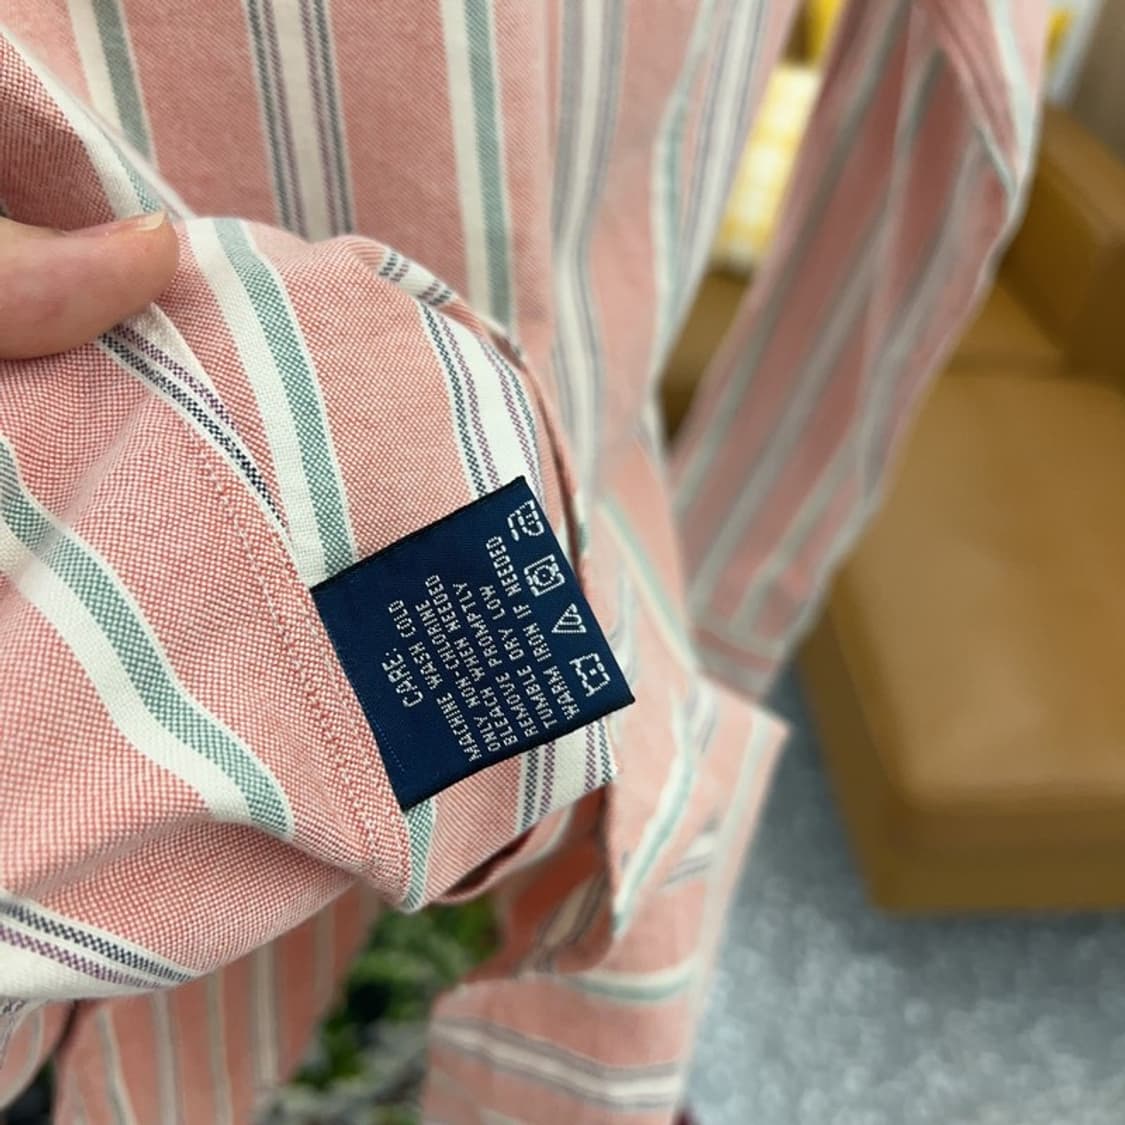 CARE:
MACHINE WASH COLD
ONLY NON-CHLORINE
BLEACH WHEN NEEDED
REMOVE PROMPTLY
TUMBLE DRY LOW
WARM IRON IF NEEDED